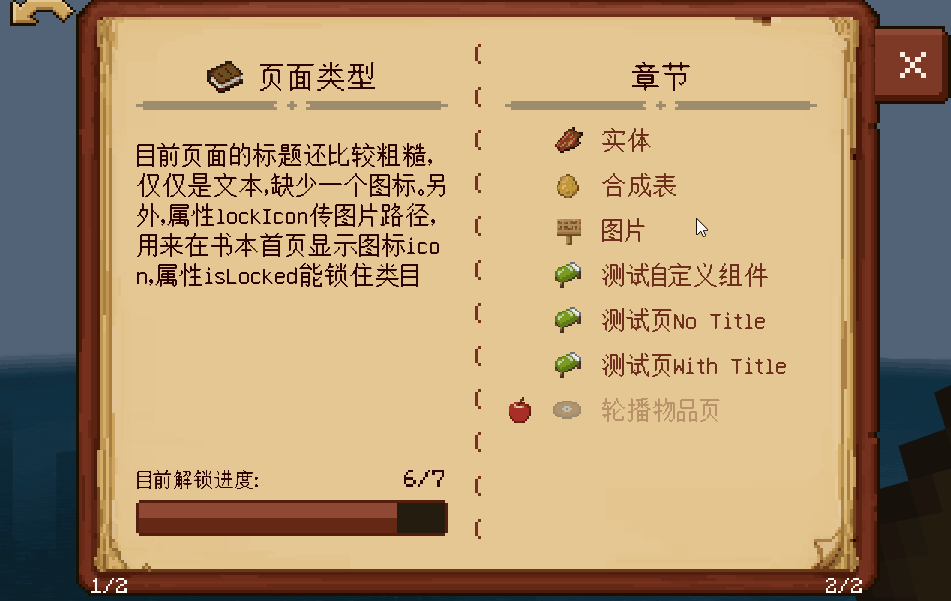 页面类型
目前页面的标题还比较粗糙,
仅仅是文本,缺少一个图标。另
外,属性lockIcon传图片路径,
用来在书本首页显示图标ico
n,属性isLocked能锁住类目
目前解锁进度:
6/7
1/2
章节
实体
合成表
图片
测试自定义组件
测试页No Title
测试页With Title
轮播物品页
2/2